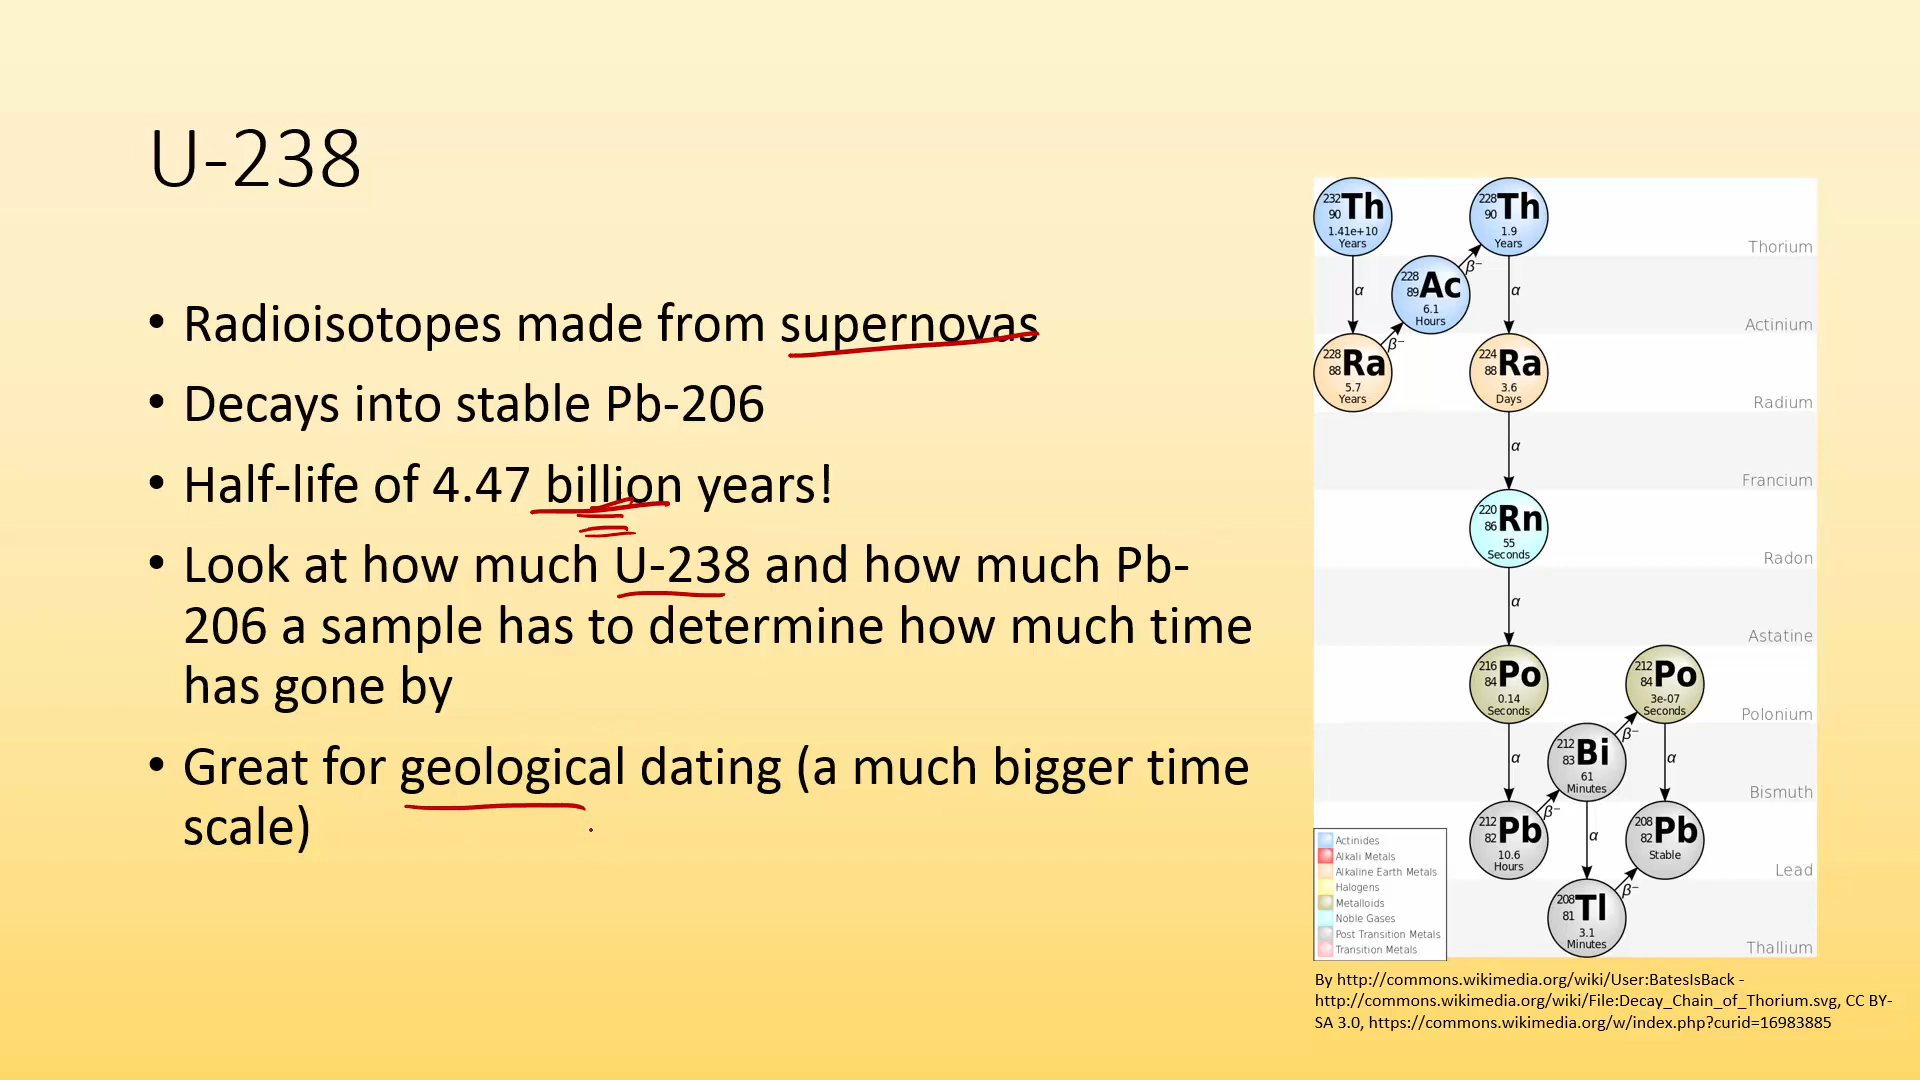 U-238
• Radioisotopes made from supernovas
• Decays into stable Pb-206
• Half-life of 4.47 billion years!
• Look at how much U-238 and how much Pb-
206 a sample has to determine how much time
has gone by
• Great for geological dating (a much bigger time
scale)
232 90 Th 1.41e+10 Years
228 90 Th 1.9 Years
Thorium
α
β⁻
228 89 Ac 6.1 Hours
β⁻
α
Actinium
228 88 Ra 5.7 Years
224 88 Ra 3.6 Days
Radium
α
Francium
220 86 Rn 55 Seconds
Radon
α
Astatine
216 84 Po 0.14 Seconds
212 84 Po 3e-07 Seconds
Polonium
α
β⁻
212 83 Bi 61 Minutes
β⁻
α
Bismuth
212 82 Pb 10.6 Hours
α
208 82 Pb Stable
Lead
208 81 Tl 3.1 Minutes
β⁻
Thallium
Actinides
Alkali Metals
Alkaline Earth Metals
Halogens
Metalloids
Noble Gases
Post Transition Metals
Transition Metals
By http://commons.wikimedia.org/wiki/User:BatesIsBack -
http://commons.wikimedia.org/wiki/File:Decay_Chain_of_Thorium.svg, CC BY-
SA 3.0, https://commons.wikimedia.org/w/index.php?curid=16983885